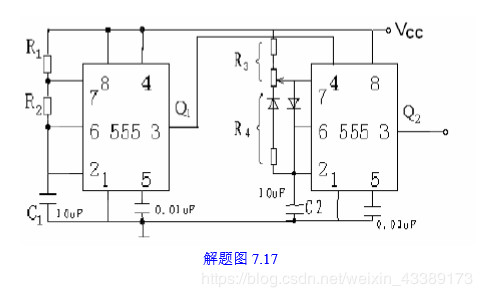 Vcc
R1
R3
8 4
4 8
7
7
Q1
Q2
R2
6 555 3
6 555 3
R4
2
2
1 5
1 5
10uF
C1 10uF
0.01uF
C2
0.01uF
解题图 7.17
https://blog.csdn.net/weixin_43389173